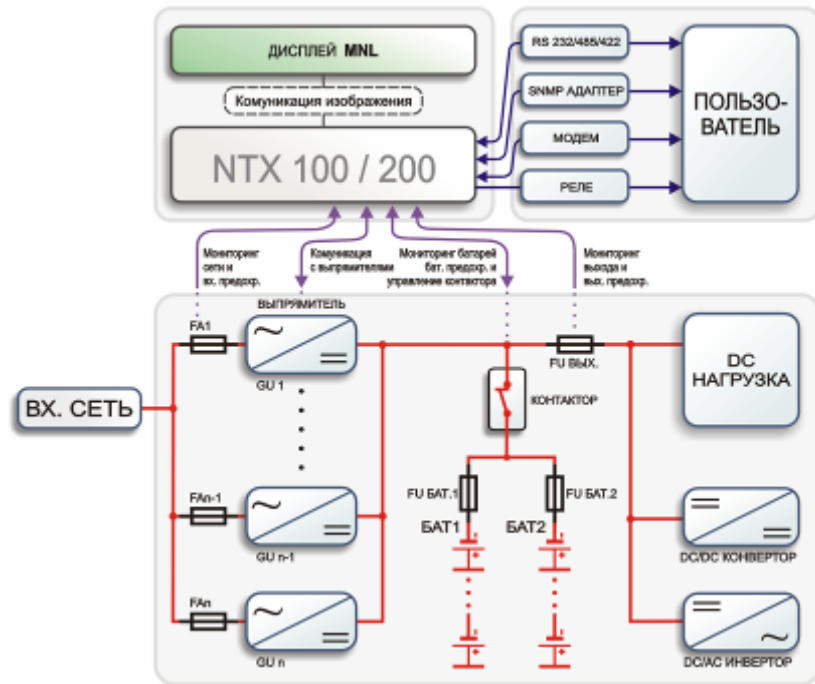 ДИСПЛЕЙ MNL
Комуникация изображения
NTX 100 / 200
RS 232/485/422
SNMP АДАПТЕР
МОДЕМ
РЕЛЕ
ПОЛЬЗО-
ВАТЕЛЬ
Мониторинг
сети и
вх. предохр.
Комуникация
с выпрямителями
Мониторинг батарей
бат. предохр. и
управление контактора
Мониторинг
выхода и
вых. предохр.
ВЫПРЯМИТЕЛЬ
FA1
GU 1
FU ВЫХ.
DC
НАГРУЗКА
ВХ. СЕТЬ
КОНТАКТОР
FAn-1
GU n-1
FU БАТ.1
FU БАТ.2
БАТ1
БАТ2
DC/DC КОНВЕРТОР
FAn
GU n
DC/AC ИНВЕРТОР